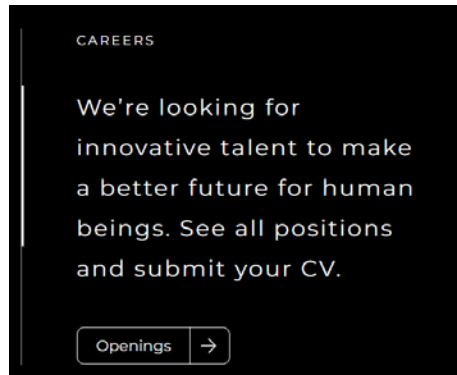 CAREERS
We're looking for
innovative talent to make
a better future for human
beings. See all positions
and submit your CV.
Openings →